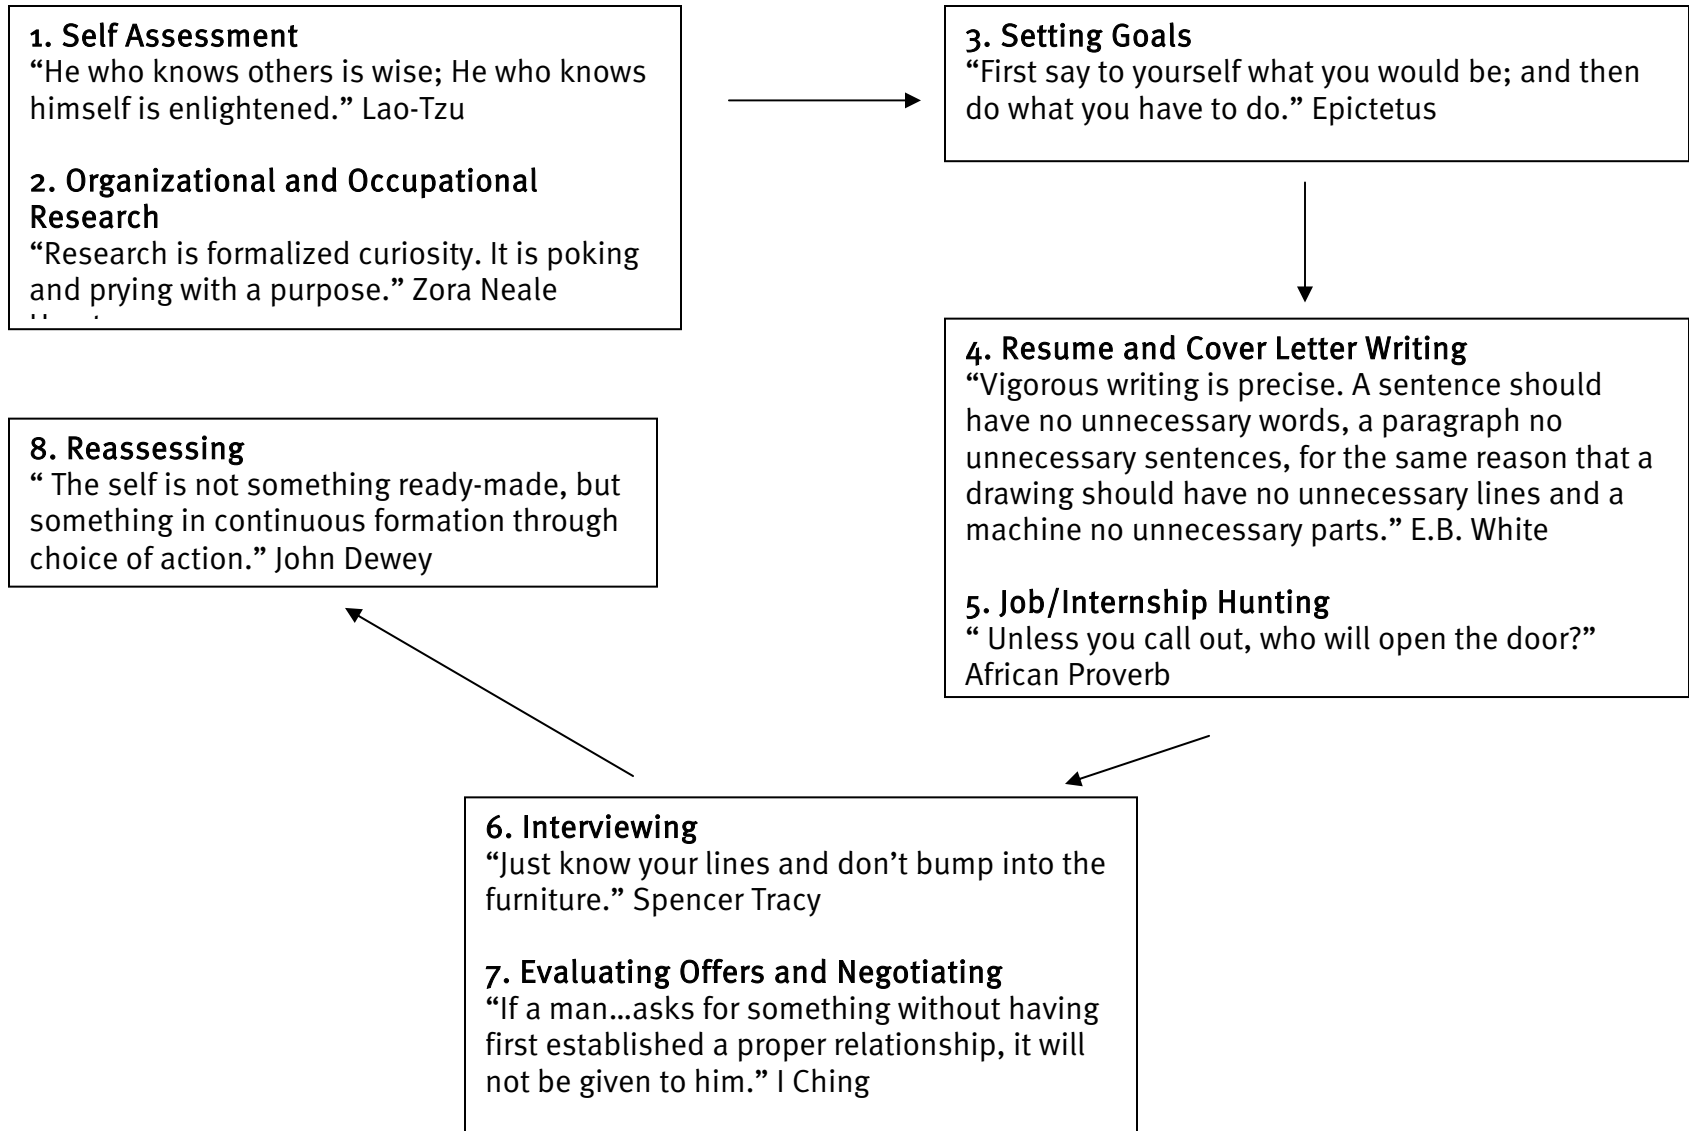 1. Self Assessment
“He who knows others is wise; He who knows
himself is enlightened.” Lao-Tzu
2. Organizational and Occupational
Research
“Research is formalized curiosity. It is poking
and prying with a purpose.” Zora Neale
3. Setting Goals
“First say to yourself what you would be; and then
do what you have to do.” Epictetus
4. Resume and Cover Letter Writing
“Vigorous writing is precise. A sentence should
have no unnecessary words, a paragraph no
unnecessary sentences, for the same reason that a
drawing should have no unnecessary lines and a
machine no unnecessary parts.” E.B. White
5. Job/Internship Hunting
“ Unless you call out, who will open the door?”
African Proverb
6. Interviewing
“Just know your lines and don’t bump into the
furniture.” Spencer Tracy
7. Evaluating Offers and Negotiating
“If a man…asks for something without having
first established a proper relationship, it will
not be given to him.” I Ching
8. Reassessing
“ The self is not something ready-made, but
something in continuous formation through
choice of action.” John Dewey